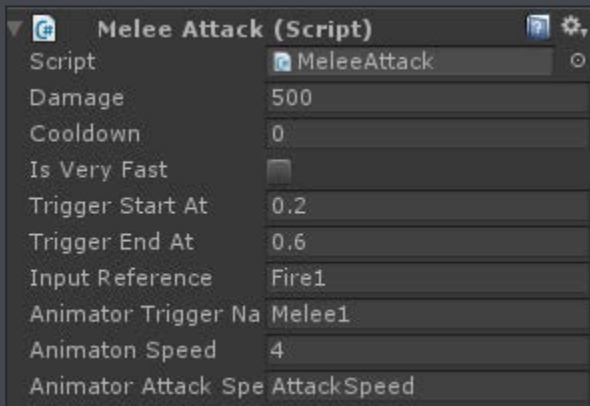 Melee Attack (Script)
Script MeleeAttack
Damage 500
Cooldown 0
Is Very Fast
Trigger Start At 0.2
Trigger End At 0.6
Input Reference Fire1
Animator Trigger Na Melee1
Animaton Speed 4
Animator Attack Spe AttackSpeed